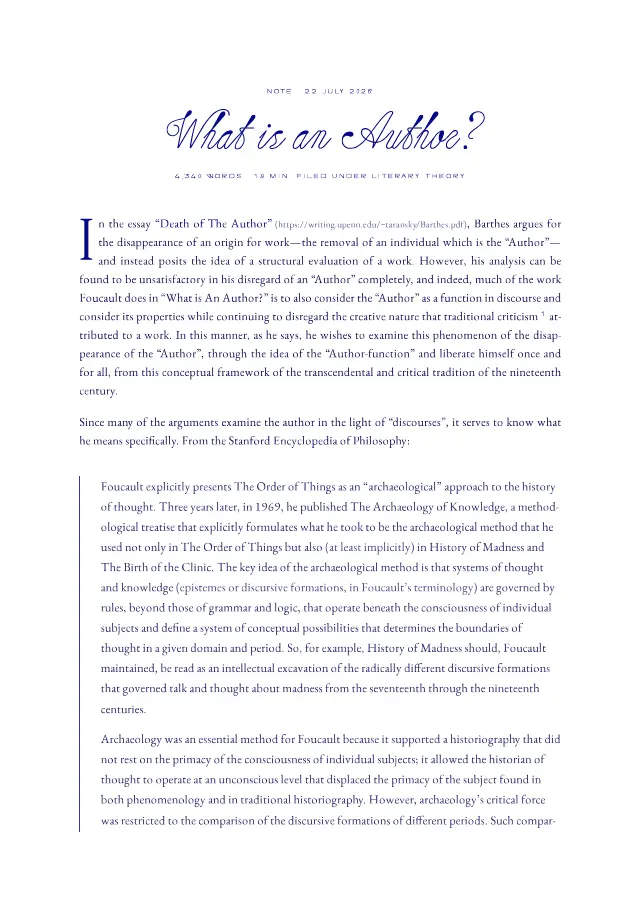 NOTE 22 JULY 2026
What is an Author?
4,340 WORDS 18 MIN FILED UNDER LITERARY THEORY
In the essay “Death of The Author” (https://writing.upenn.edu/~taransky/Barthes.pdf), Barthes argues for
the disappearance of an origin for work—the removal of an individual which is the “Author”—
and instead posits the idea of a structural evaluation of a work. However, his analysis can be
found to be unsatisfactory in his disregard of an “Author” completely, and indeed, much of the work
Foucault does in “What is An Author?” is to also consider the “Author” as a function in discourse and
consider its properties while continuing to disregard the creative nature that traditional criticism ¹ at-
tributed to a work. In this manner, as he says, he wishes to examine this phenomenon of the disap-
pearance of the “Author”, through the idea of the “Author-function” and liberate himself once and
for all, from this conceptual framework of the transcendental and critical tradition of the nineteenth
century.
Since many of the arguments examine the author in the light of “discourses”, it serves to know what
he means specifically. From the Stanford Encyclopedia of Philosophy:
Foucault explicitly presents The Order of Things as an “archaeological” approach to the history
of thought. Three years later, in 1969, he published The Archaeology of Knowledge, a method-
ological treatise that explicitly formulates what he took to be the archaeological method that he
used not only in The Order of Things but also (at least implicitly) in History of Madness and
The Birth of the Clinic. The key idea of the archaeological method is that systems of thought
and knowledge (epistemes or discursive formations, in Foucault’s terminology) are governed by
rules, beyond those of grammar and logic, that operate beneath the consciousness of individual
subjects and define a system of conceptual possibilities that determines the boundaries of
thought in a given domain and period. So, for example, History of Madness should, Foucault
maintained, be read as an intellectual excavation of the radically different discursive formations
that governed talk and thought about madness from the seventeenth through the nineteenth
centuries.
Archaeology was an essential method for Foucault because it supported a historiography that did
not rest on the primacy of the consciousness of individual subjects; it allowed the historian of
thought to operate at an unconscious level that displaced the primacy of the subject found in
both phenomenology and in traditional historiography. However, archaeology’s critical force
was restricted to the comparison of the discursive formations of different periods. Such compar-